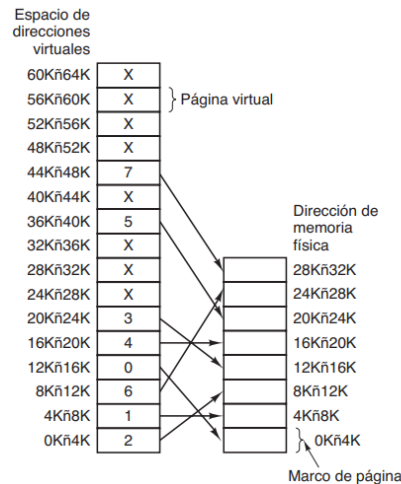 Espacio de
direcciones
virtuales
60Kñ64K X
56Kñ60K X Página virtual
52Kñ56K X
48Kñ52K X
44Kñ48K 7
40Kñ44K X
36Kñ40K 5
32Kñ36K X
28Kñ32K X
24Kñ28K X
20Kñ24K 3
16Kñ20K 4
12Kñ16K 0
8Kñ12K 6
4Kñ8K 1
0Kñ4K 2
Dirección de
memoria
física
28Kñ32K
24Kñ28K
20Kñ24K
16Kñ20K
12Kñ16K
8Kñ12K
4Kñ8K
0Kñ4K
Marco de página